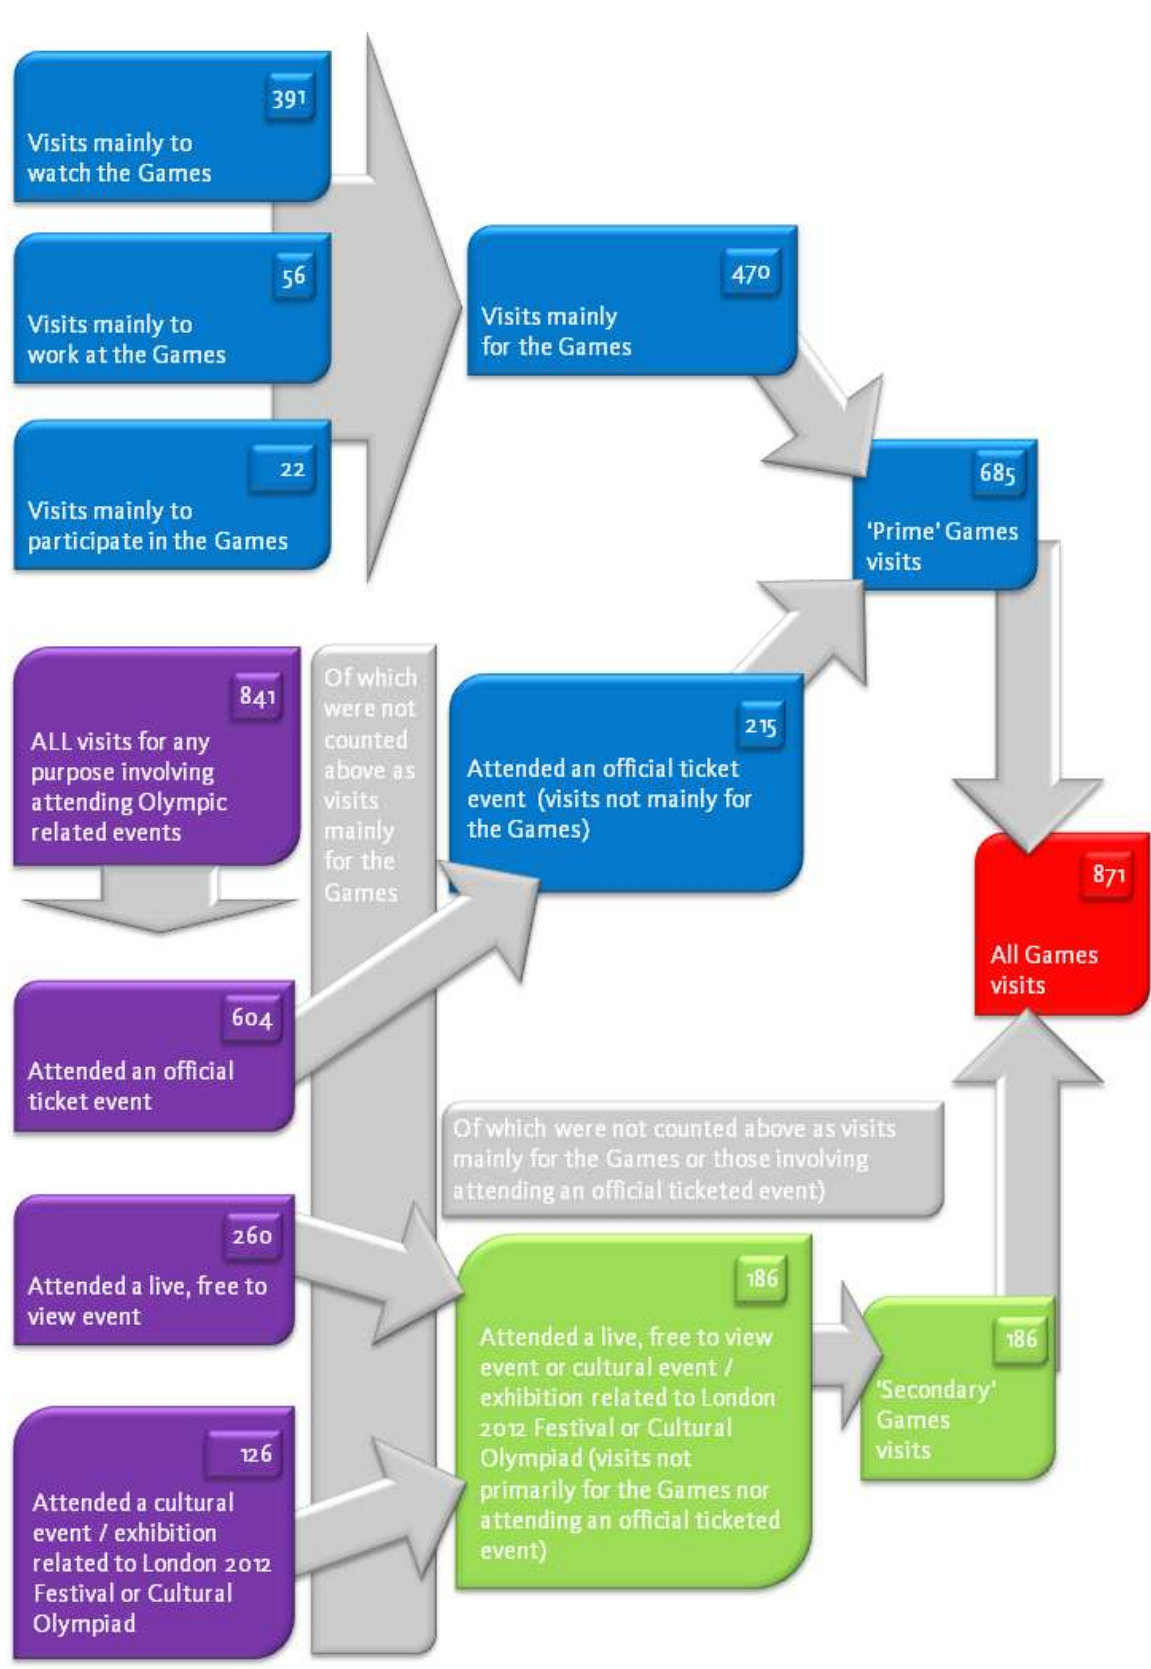 391
Visits mainly to
watch the Games
56
Visits mainly to
work at the Games
22
Visits mainly to
participate in the Games
470
Visits mainly
for the Games
685
'Prime' Games
visits
841
ALL visits for any
purpose involving
attending Olympic
related events
Of which
were not
counted
above as
visits
mainly
for the
Games
215
Attended an official ticket
event (visits not mainly for
the Games)
871
All Games
visits
604
Attended an official
ticket event
Of which were not counted above as visits
mainly for the Games or those involving
attending an official ticketed event)
260
Attended a live, free to
view event
186
Attended a live, free to view
event or cultural event /
exhibition related to London
2012 Festival or Cultural
Olympiad (visits not
primarily for the Games nor
attending an official ticketed
event)
186
'Secondary'
Games
visits
126
Attended a cultural
event / exhibition
related to London 2012
Festival or Cultural
Olympiad